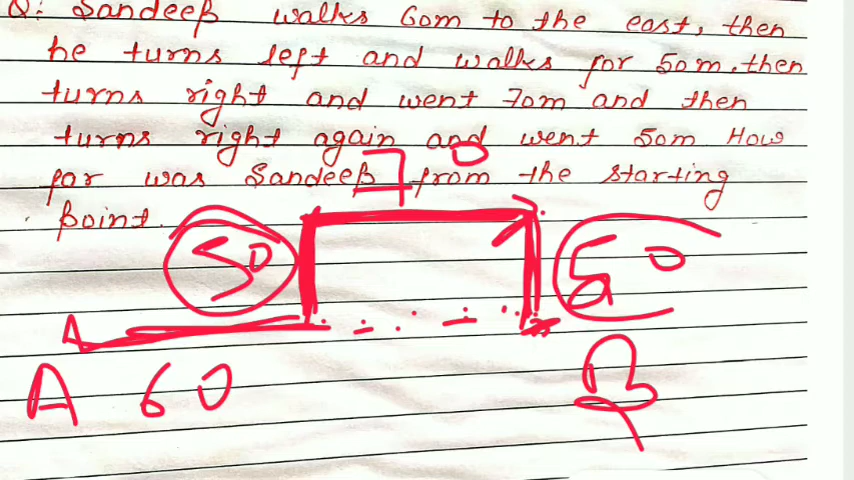 Q: Sandeep walks 60m to the east, then
he turns left and walks for 50m. then
turns right and went 70m and then
turns right again and went 50m How
far was Sandeep from the starting
point.
70
50 50
A 60 B